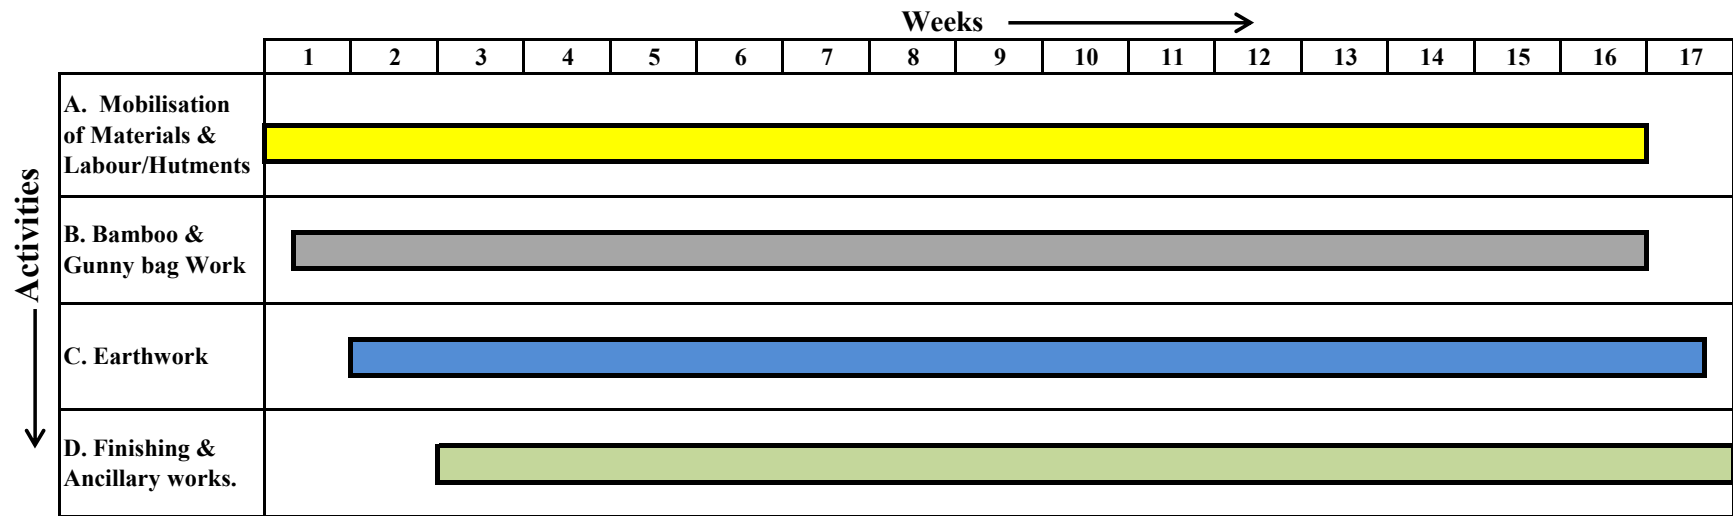 Weeks
1 2 3 4 5 6 7 8 9 10 11 12 13 14 15 16 17
Activities
A. Mobilisation
of Materials &
Labour/Hutments
B. Bamboo &
Gunny bag Work
C. Earthwork
D. Finishing &
Ancillary works.